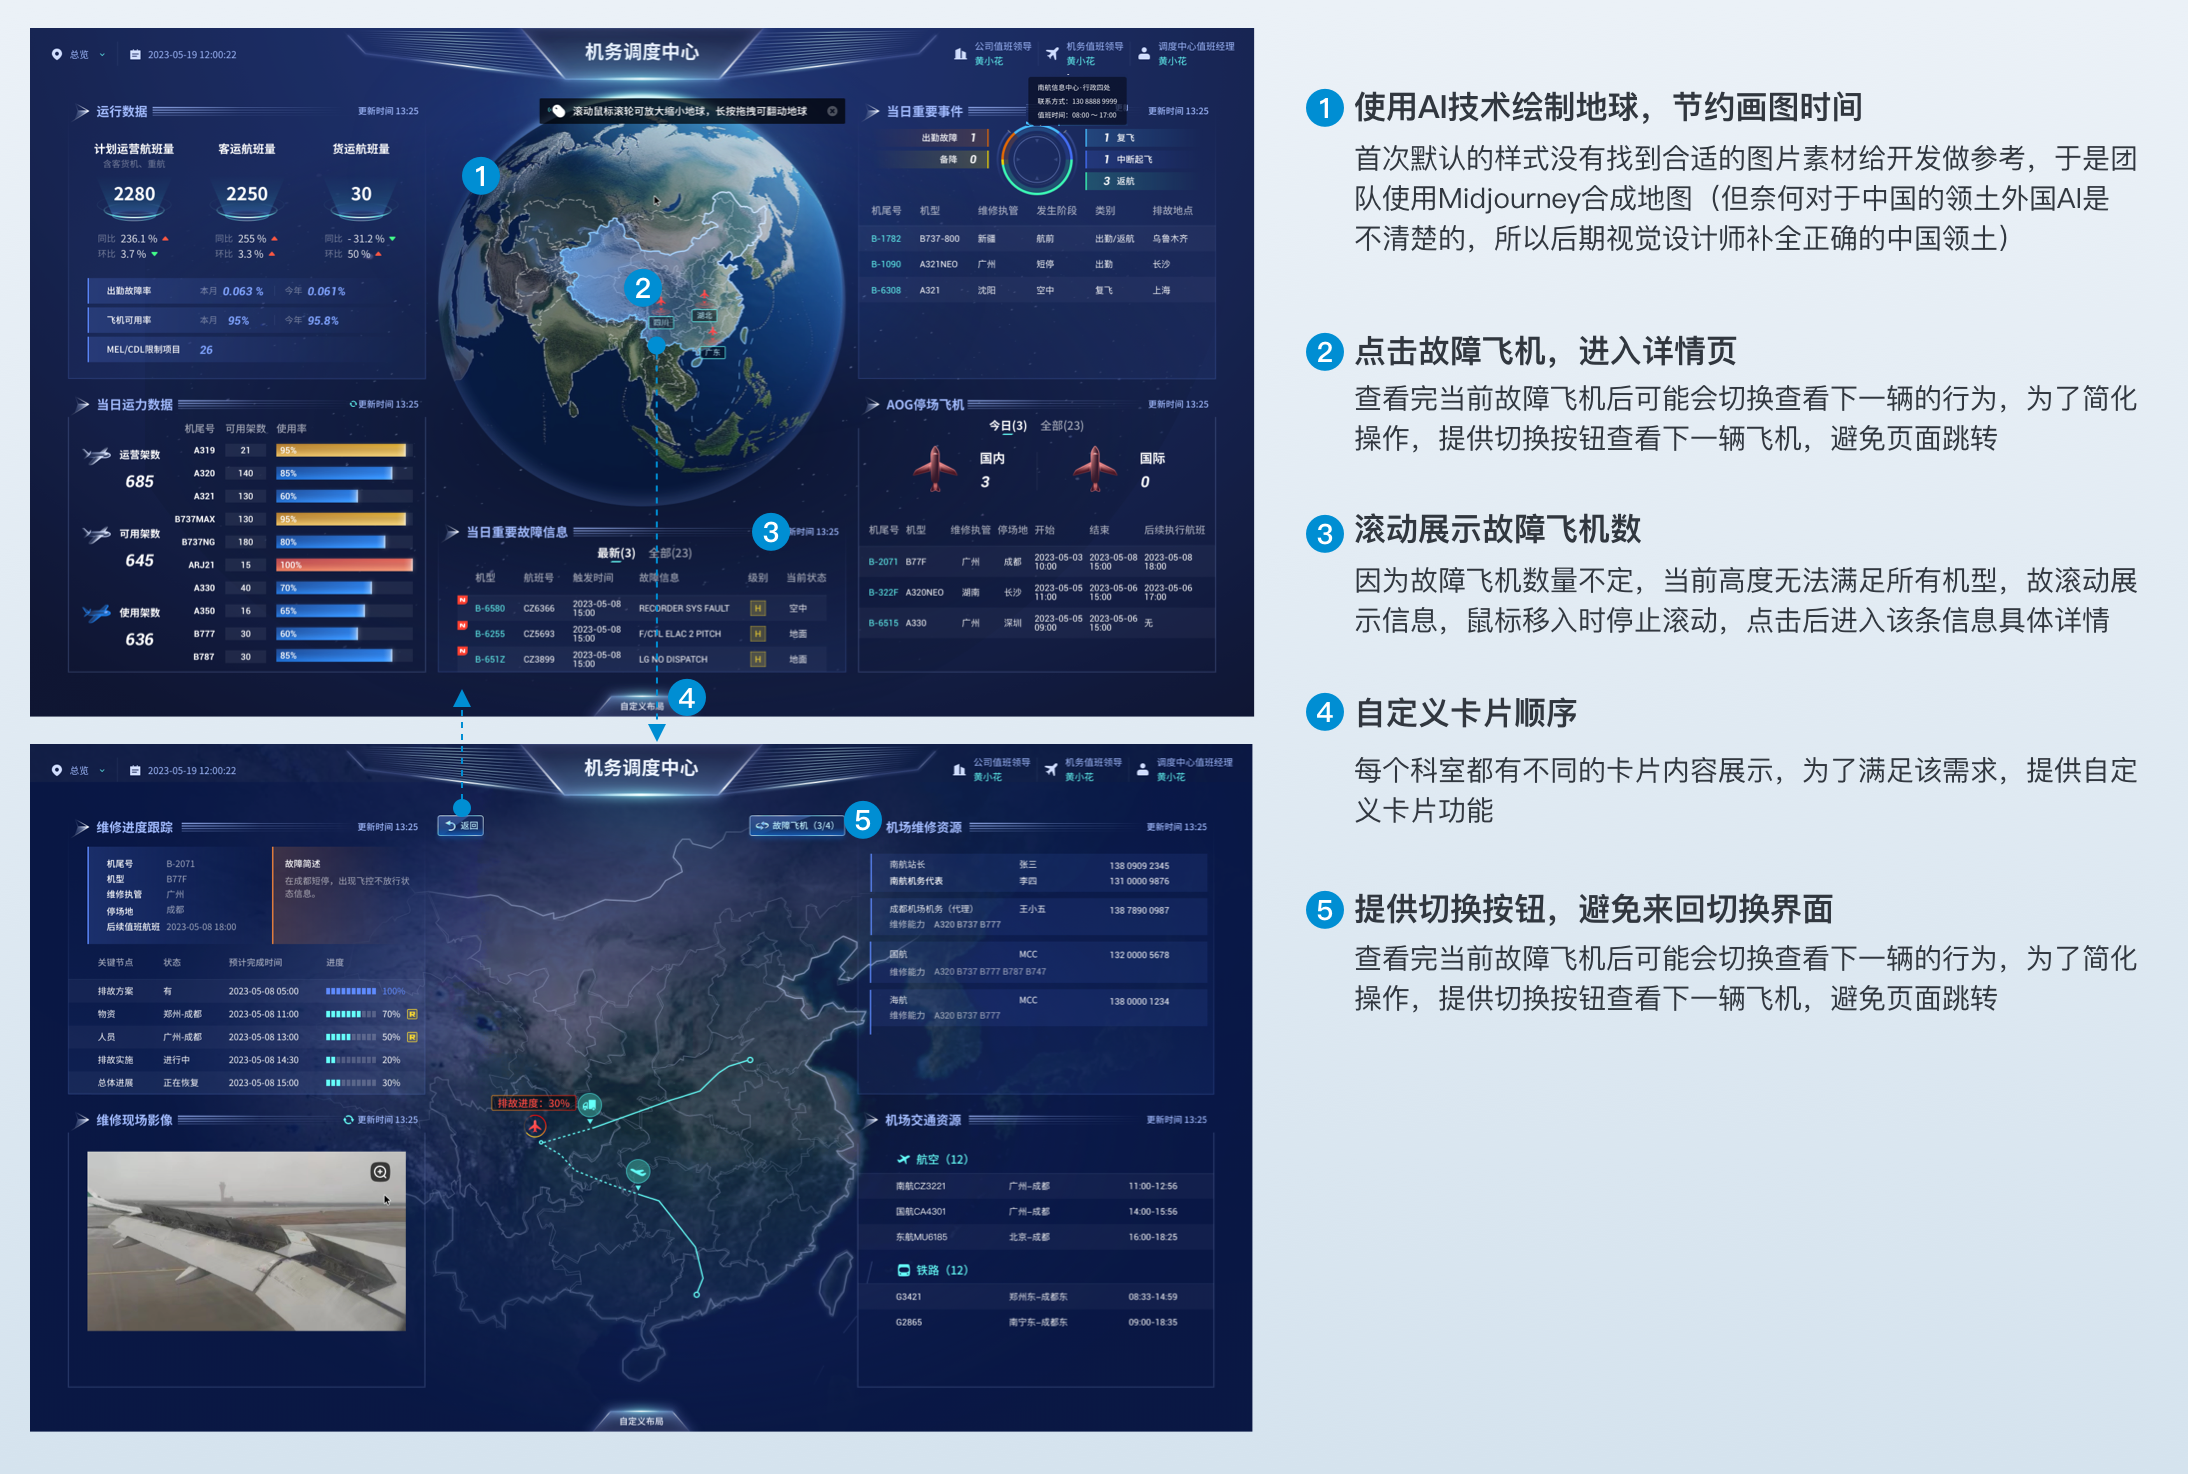 总览
2023-05-19 12:00:22
机务调度中心
公司值班领导
黄小花
机务值班领导
黄小花
调度中心值班经理
黄小花
南航信息中心·行政四处
联系方式：130 8888 9999
值班时间：08:00 ～ 17:00
滚动鼠标滚轮可放大缩小地球，长按拖拽可翻动地球
运行数据
更新时间 13:25
计划运营航班量
含客货机、重航
2280
同比 236.1 %
环比 3.7 %
客运航班量
2250
同比 255 %
环比 3.3 %
货运航班量
30
同比 - 31.2 %
环比 50 %
出勤故障率 本月 0.063 % 今年 0.061%
飞机可用率 本月 95% 今年 95.8%
MEL/CDL限制项目 26
当日运力数据
更新时间 13:25
运营架数
685
可用架数
645
使用架数
636
机尾号 可用架数 使用率
A319 21 95%
A320 140 85%
A321 130 60%
B737MAX 130 95%
B737NG 180 80%
ARJ21 15 100%
A330 40 70%
A350 16 65%
B777 30 60%
B787 30 85%
1
2
四川
湖北
广东
当日重要故障信息
3
新时间 13:25
最新(3) 全部(23)
机型 航班号 触发时间 故障信息 级别 当前状态
N B-6580 CZ6366 2023-05-08 15:00 RECORDER SYS FAULT H 空中
N B-6255 CZ5693 2023-05-08 15:00 F/CTL ELAC 2 PITCH H 地面
N B-651Z CZ3899 2023-05-08 15:00 LG NO DISPATCH H 地面
自定义布局
4
当日重要事件
更新时间 13:25
出勤故障 1
备降 0
1 复飞
1 中断起飞
3 返航
机尾号 机型 维修执管 发生阶段 类别 排故地点
B-1782 B737-800 新疆 航前 出勤/返航 乌鲁木齐
B-1090 A321NEO 广州 短停 出勤 长沙
B-6308 A321 沈阳 空中 复飞 上海
AOG停场飞机
更新时间 13:25
今日(3) 全部(23)
国内
3
国际
0
机尾号 机型 维修执管 停场地 开始 结束 后续执行航班
B-2071 B77F 广州 成都 2023-05-03 10:00 2023-05-08 15:00 2023-05-08 18:00
B-322F A320NEO 湖南 长沙 2023-05-05 11:00 2023-05-06 15:00 2023-05-06 17:00
B-6515 A330 广州 深圳 2023-05-05 09:00 2023-05-06 15:00 无
总览
2023-05-19 12:00:22
机务调度中心
公司值班领导
黄小花
机务值班领导
黄小花
调度中心值班经理
黄小花
返回
故障飞机（3/4）
5
维修进度跟踪
更新时间 13:25
机尾号 B-2071
机型 B77F
维修执管 广州
停场地 成都
后续值班航班 2023-05-08 18:00
故障简述
在成都短停，出现飞控不放行状
态信息。
关键节点 状态 预计完成时间 进度
排故方案 有 2023-05-08 05:00 100%
物资 郑州-成都 2023-05-08 11:00 70% R
人员 广州-成都 2023-05-08 13:00 50% R
排故实施 进行中 2023-05-08 14:30 20%
总体进展 正在恢复 2023-05-08 15:00 30%
维修现场影像
更新时间 13:25
排故进度：30%
自定义布局
机场维修资源
更新时间 13:25
南航站长 张三 138 0909 2345
南航机务代表 李四 131 0000 9876
成都机场机务（代理） 王小五 138 7890 0987
维修能力 A320 B737 B777
国航 MCC 132 0000 5678
维修能力 A320 B737 B777 B787 B747
海航 MCC 138 0000 1234
维修能力 A320 B737 B777
机场交通资源
更新时间 13:25
航空（12）
南航CZ3221 广州–成都 11:00-12:56
国航CA4301 广州–成都 14:00-15:56
东航MU6185 北京–成都 16:00-18:25
铁路（12）
G3421 郑州东–成都东 08:33-14:59
G2865 南宁东–成都东 09:00-18:35
1 使用AI技术绘制地球，节约画图时间
首次默认的样式没有找到合适的图片素材给开发做参考，于是团
队使用Midjourney合成地图（但奈何对于中国的领土外国AI是
不清楚的，所以后期视觉设计师补全正确的中国领土）
2 点击故障飞机，进入详情页
查看完当前故障飞机后可能会切换查看下一辆的行为，为了简化
操作，提供切换按钮查看下一辆飞机，避免页面跳转
3 滚动展示故障飞机数
因为故障飞机数量不定，当前高度无法满足所有机型，故滚动展
示信息，鼠标移入时停止滚动，点击后进入该条信息具体详情
4 自定义卡片顺序
每个科室都有不同的卡片内容展示，为了满足该需求，提供自定
义卡片功能
5 提供切换按钮，避免来回切换界面
查看完当前故障飞机后可能会切换查看下一辆的行为，为了简化
操作，提供切换按钮查看下一辆飞机，避免页面跳转